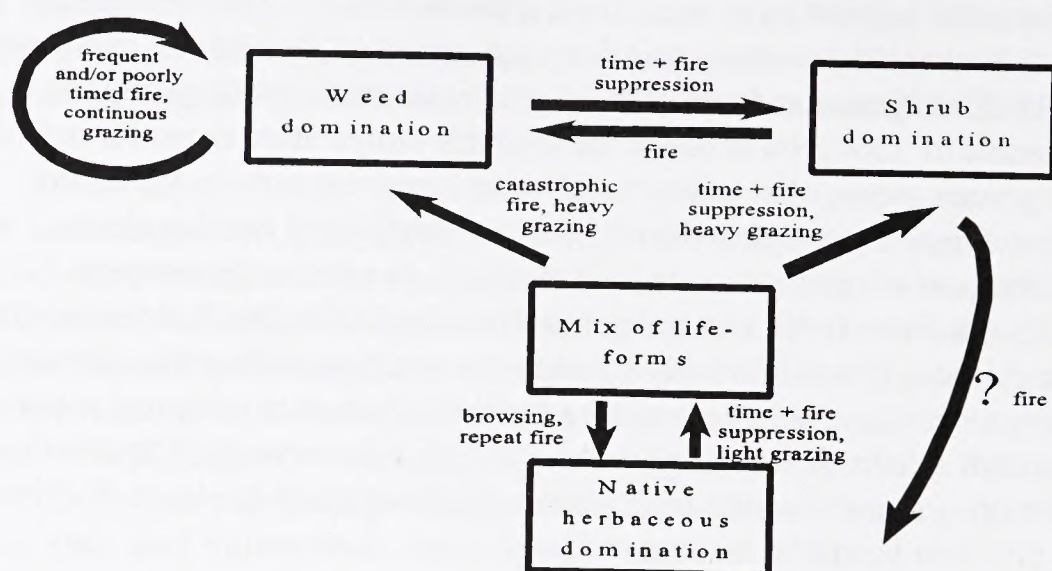 frequent
and/or poorly
timed fire,
continuous
grazing
Weed
domination
time + fire
suppression
fire
Shrub
domination
catastrophic
fire, heavy
grazing
time + fire
suppression,
heavy grazing
Mix of life-
forms
browsing,
repeat fire
time + fire
suppression,
light grazing
? fire
Native
herbaceous
domination